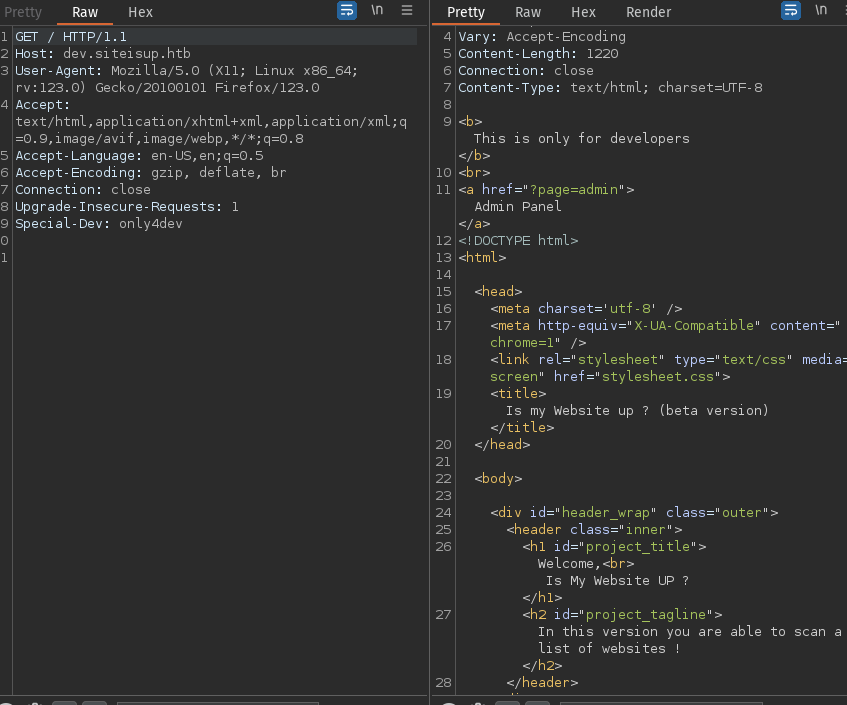 Pretty Raw Hex \n
1 GET / HTTP/1.1
2 Host: dev.siteisup.htb
3 User-Agent: Mozilla/5.0 (X11; Linux x86_64;
rv:123.0) Gecko/20100101 Firefox/123.0
4 Accept:
text/html,application/xhtml+xml,application/xml;q
=0.9,image/avif,image/webp,*/*;q=0.8
5 Accept-Language: en-US,en;q=0.5
6 Accept-Encoding: gzip, deflate, br
7 Connection: close
8 Upgrade-Insecure-Requests: 1
9 Special-Dev: only4dev
0
1
Pretty Raw Hex Render \n
4 Vary: Accept-Encoding
5 Content-Length: 1220
6 Connection: close
7 Content-Type: text/html; charset=UTF-8
8
9 <b>
This is only for developers
</b>
10 <br>
11 <a href="?page=admin">
Admin Panel
</a>
12 <!DOCTYPE html>
13 <html>
14
15 <head>
16 <meta charset='utf-8' />
17 <meta http-equiv="X-UA-Compatible" content="
chrome=1" />
18 <link rel="stylesheet" type="text/css" media=
screen" href="stylesheet.css">
19 <title>
Is my Website up ? (beta version)
</title>
20 </head>
21
22 <body>
23
24 <div id="header_wrap" class="outer">
25 <header class="inner">
26 <h1 id="project_title">
Welcome,<br>
Is My Website UP ?
</h1>
27 <h2 id="project_tagline">
In this version you are able to scan a
list of websites !
</h2>
28 </header>